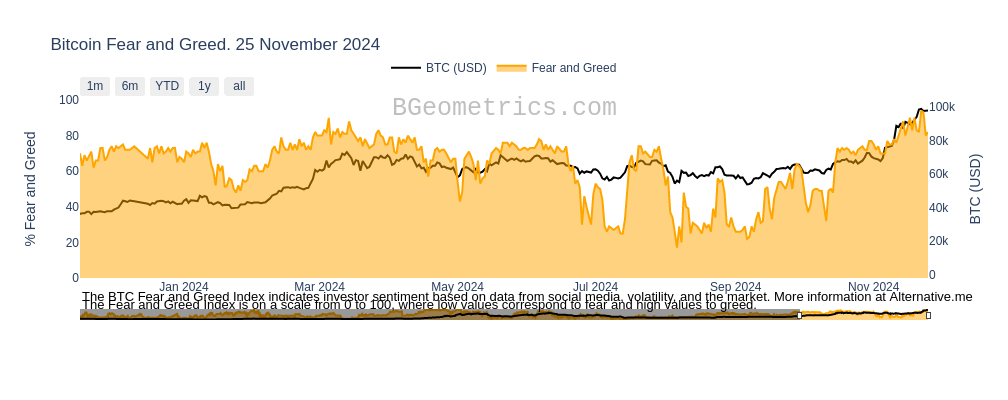 Bitcoin Fear and Greed. 25 November 2024
BTC (USD)
Fear and Greed
1m
6m
YTD
1y
all
BGeometrics.com
% Fear and Greed
100
80
60
40
20
0
100k
80k
60k
40k
20k
0
BTC (USD)
Jan 2024
Mar 2024
May 2024
Jul 2024
Sep 2024
Nov 2024
The BTC Fear and Greed Index indicates investor sentiment based on data from social media, volatility, and the market. More information at Alternative.me
The Fear and Greed Index is on a scale from 0 to 100, where low values correspond to fear and high values to greed.